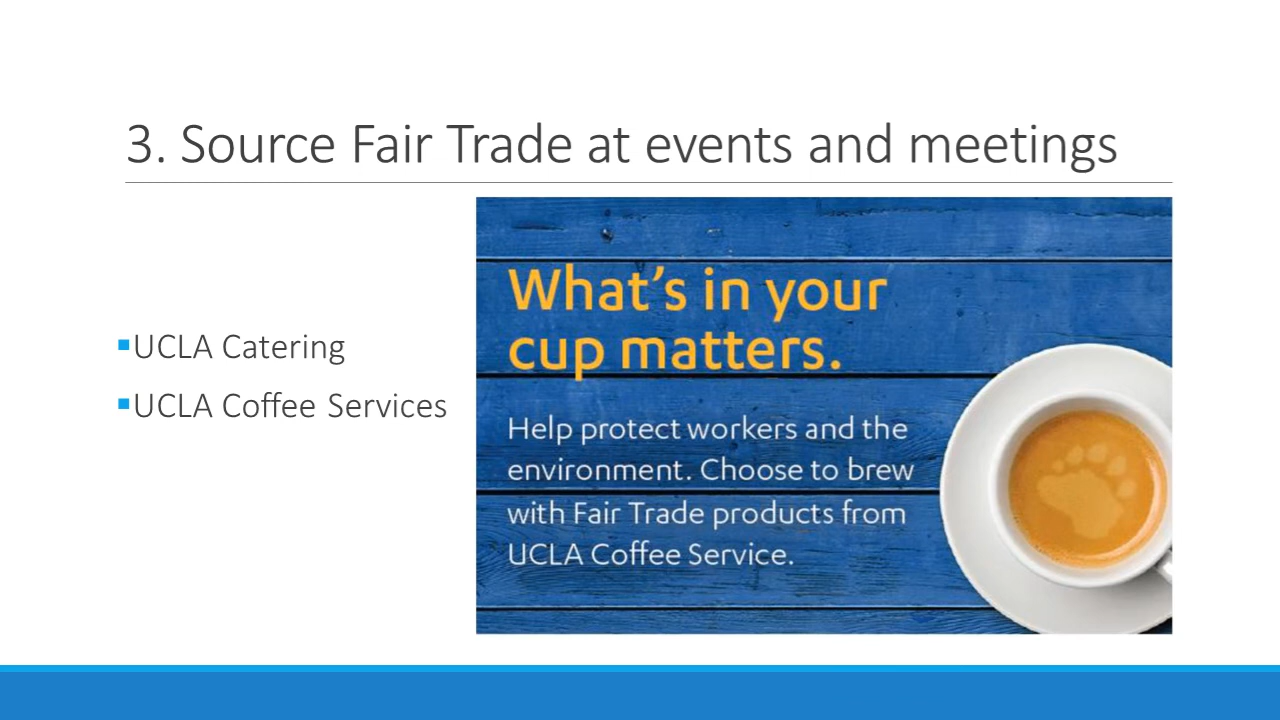 3. Source Fair Trade at events and meetings
▪UCLA Catering
▪UCLA Coffee Services
What’s in your
cup matters.
Help protect workers and the
environment. Choose to brew
with Fair Trade products from
UCLA Coffee Service.